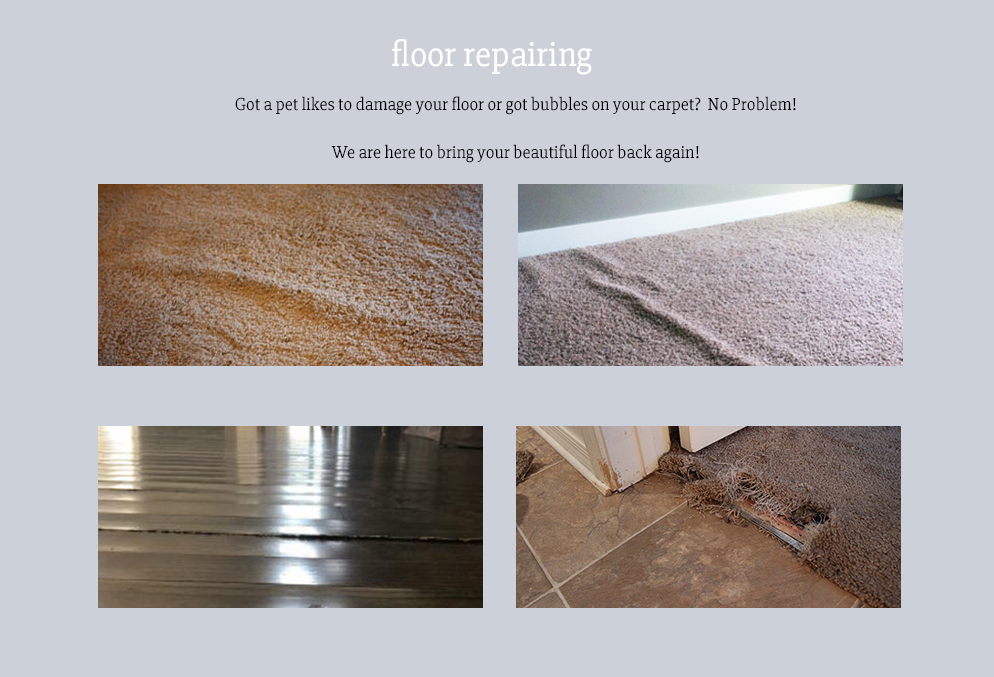 floor repairing
Got a pet likes to damage your floor or got bubbles on your carpet?  No Problem!
We are here to bring your beautiful floor back again!